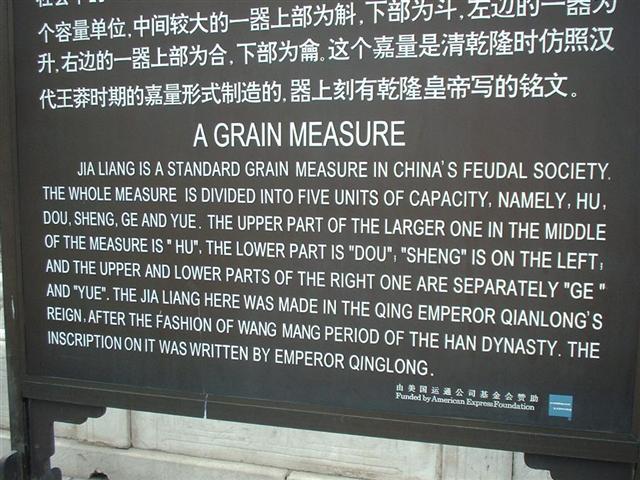 个容量单位,中间较大的一器上部为斛,下部为斗,左边的一器为
升,右边的一器上部为合,下部为龠。这个嘉量是清乾隆时仿照汉
代王莽时期的嘉量形式制造的,器上刻有乾隆皇帝写的铭文。
A GRAIN MEASURE
JIA LIANG IS A STANDARD GRAIN MEASURE IN CHINA'S FEUDAL SOCIETY.
THE WHOLE MEASURE IS DIVIDED INTO FIVE UNITS OF CAPACITY, NAMELY, HU,
DOU, SHENG, GE AND YUE. THE UPPER PART OF THE LARGER ONE IN THE MIDDLE
OF THE MEASURE IS " HU", THE LOWER PART IS "DOU"; "SHENG" IS ON THE LEFT;
AND THE UPPER AND LOWER PARTS OF THE RIGHT ONE ARE SEPARATELY "GE "
AND "YUE". THE JIA LIANG HERE WAS MADE IN THE QING EMPEROR QIANLONG'S
REIGN, AFTER THE FASHION OF WANG MANG PERIOD OF THE HAN DYNASTY. THE
INSCRIPTION ON IT WAS WRITTEN BY EMPEROR QINGLONG.
由美国运通公司基金会赞助
Funded by American Express Foundation